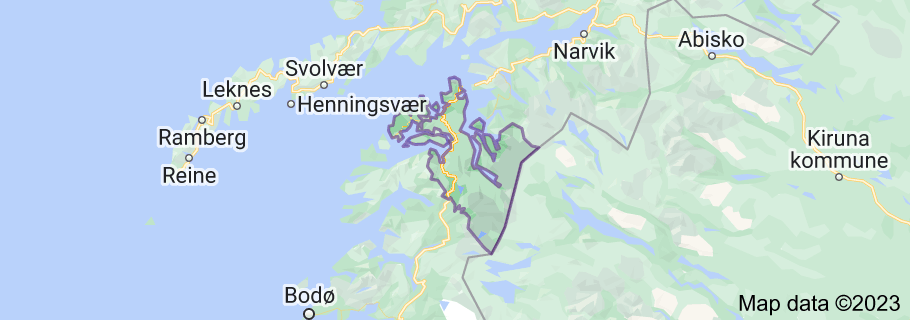 Abisko
Narvik
Svolvær
Leknes
Henningsvær
Ramberg
Kiruna
kommune
Reine
Bodø
Map data ©2023